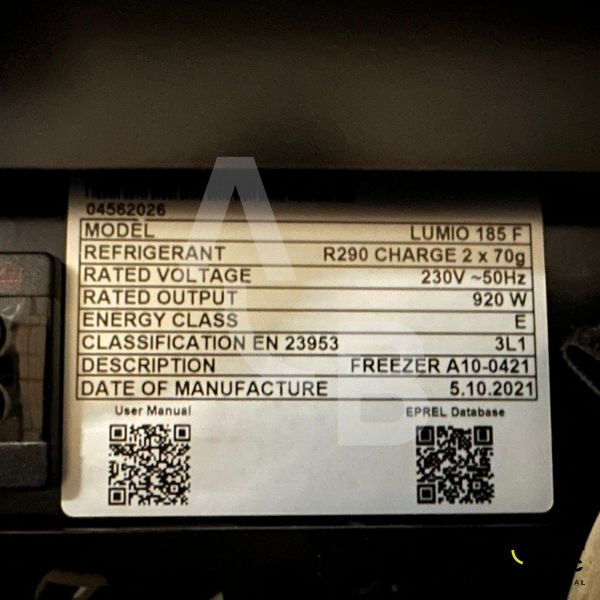 04562026
MODEL LUMIO 185 F
REFRIGERANT R290 CHARGE 2 x 70g
RATED VOLTAGE 230V ~50Hz
RATED OUTPUT 920 W
ENERGY CLASS E
CLASSIFICATION EN 23953 3L1
DESCRIPTION FREEZER A10-0421
DATE OF MANUFACTURE 5.10.2021
User Manual EPREL Database